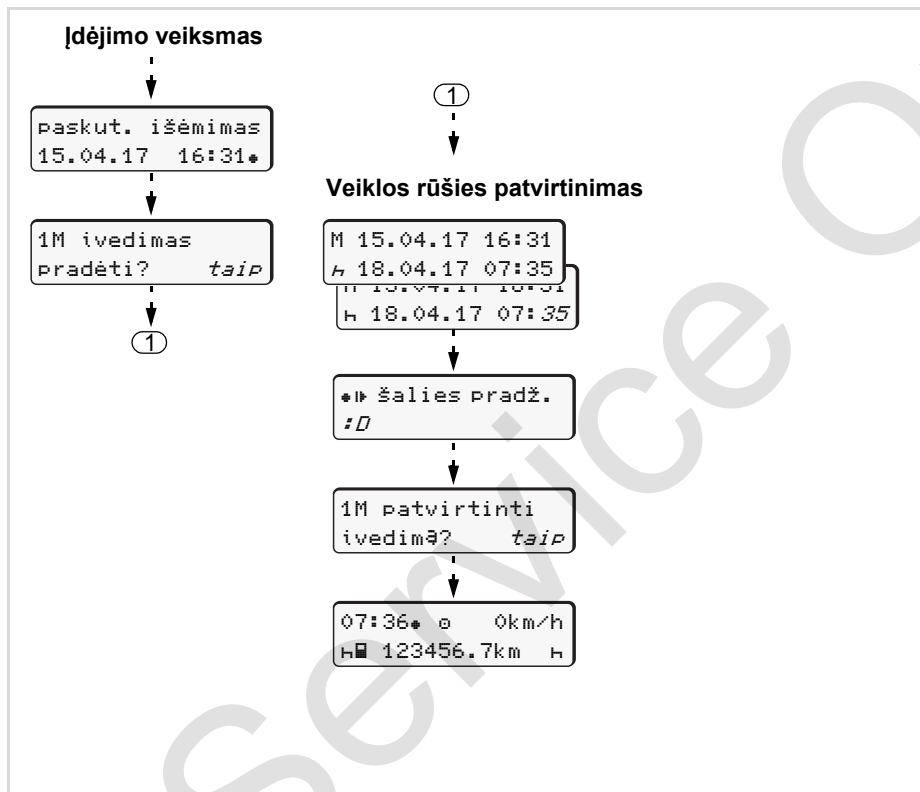 Įdėjimo veiksmas
paskut. išėmimas
15.04.17 16:31
1M ivedimas
pradėti? taip
1
1
Veiklos rūšies patvirtinimas
M 15.04.17 16:31
h 18.04.17 07:35
h 18.04.17 07:35
šalies pradž.
:D
1M patvirtinti
ivedimą? taip
07:36 0km/h
h 123456.7km h
Service